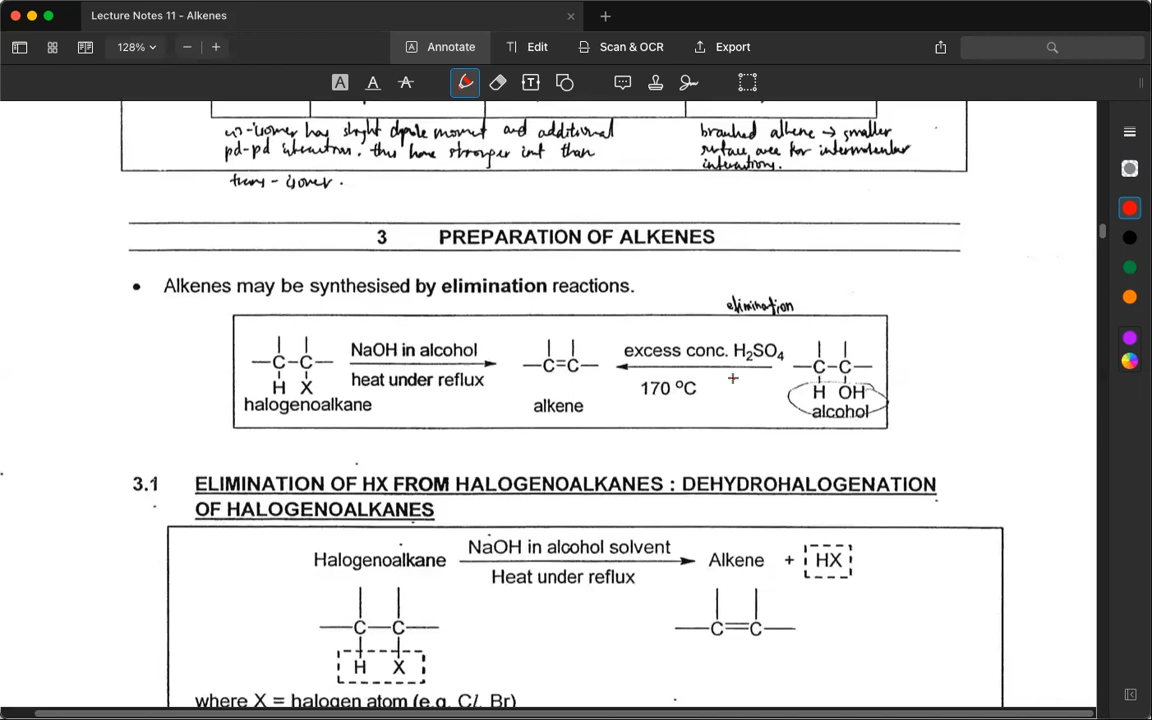 Lecture Notes 11 - Alkenes
128%
Annotate
Edit
Scan & OCR
Export
cis-isomer has slight dipole moment and additional
pd-pd interactions. thus have stronger imf than
trans-isomer.
branched alkene → smaller
surface area for intermolecular
interactions.
3 PREPARATION OF ALKENES
• Alkenes may be synthesised by elimination reactions.
elimination
NaOH in alcohol
heat under reflux
C-C
H X
halogenoalkane
C=C
alkene
excess conc. H₂SO₄
170 °C
C-C
H OH
alcohol
3.1 ELIMINATION OF HX FROM HALOGENOALKANES : DEHYDROHALOGENATION
OF HALOGENOALKANES
Halogenoalkane NaOH in alcohol solvent Alkene + HX
Heat under reflux
C-C C=C
H X
where X = halogen atom (e.g. Cl, Br)